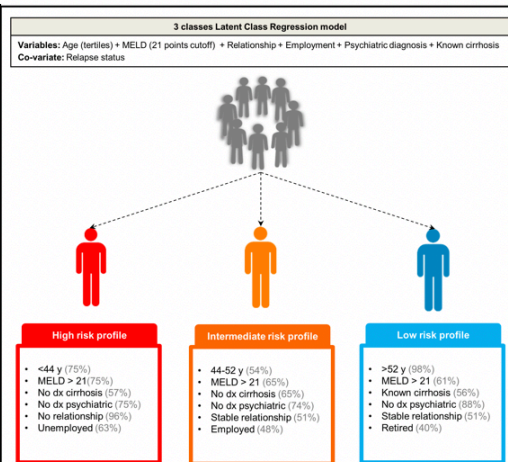 3 classes Latent Class Regression model
Variables: Age (tertiles) + MELD (21 points cutoff) + Relationship + Employment + Psychiatric diagnosis + Known cirrhosis
Co-variate: Relapse status
High risk profile
• <44 y (75%)
• MELD > 21(75%)
• No dx cirrhosis (57%)
• No dx psychiatric (75%)
• No relationship (96%)
• Unemployed (63%)
Intermediate risk profile
• 44-52 y (54%)
• MELD > 21 (65%)
• No dx cirrhosis (65%)
• No dx psychiatric (74%)
• Stable relationship (51%)
• Employed (48%)
Low risk profile
• >52 y (98%)
• MELD > 21 (61%)
• Known cirrhosis (56%)
• No dx psychiatric (88%)
• Stable relationship (51%)
• Retired (40%)